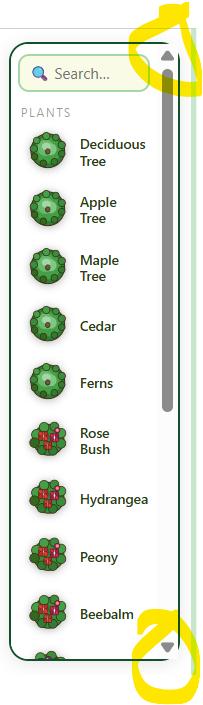 Search...
PLANTS
Deciduous
Tree
Apple
Tree
Maple
Tree
Cedar
Ferns
Rose
Bush
Hydrangea
Peony
Beebalm